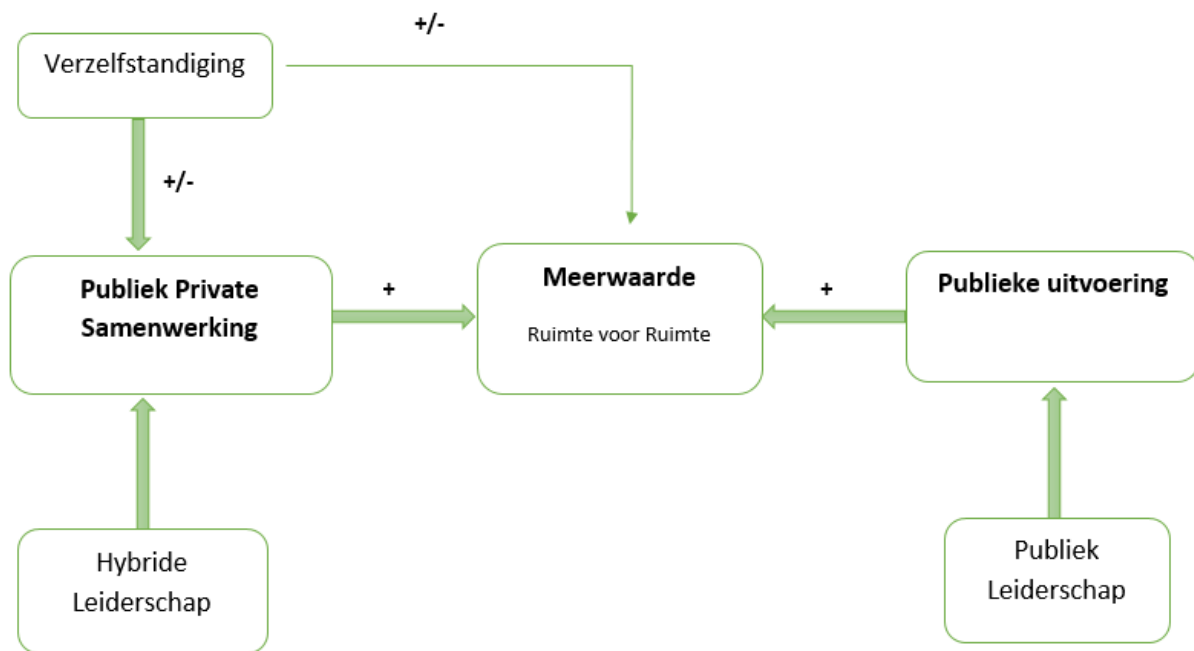 +/-
Verzelfstandiging
+/-
Publiek Private
Samenwerking
+
Meerwaarde
Ruimte voor Ruimte
+
Publieke uitvoering
Hybride
Leiderschap
Publiek
Leiderschap